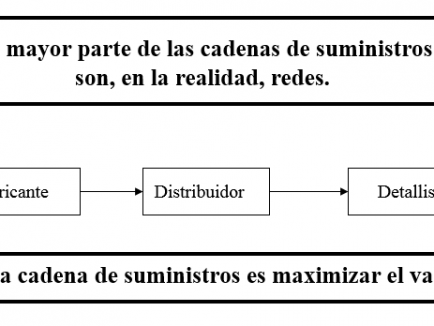 mayor parte de las cadenas de suministros
son, en la realidad, redes.
ricante Distribuidor Detallis
a cadena de suministros es maximizar el va